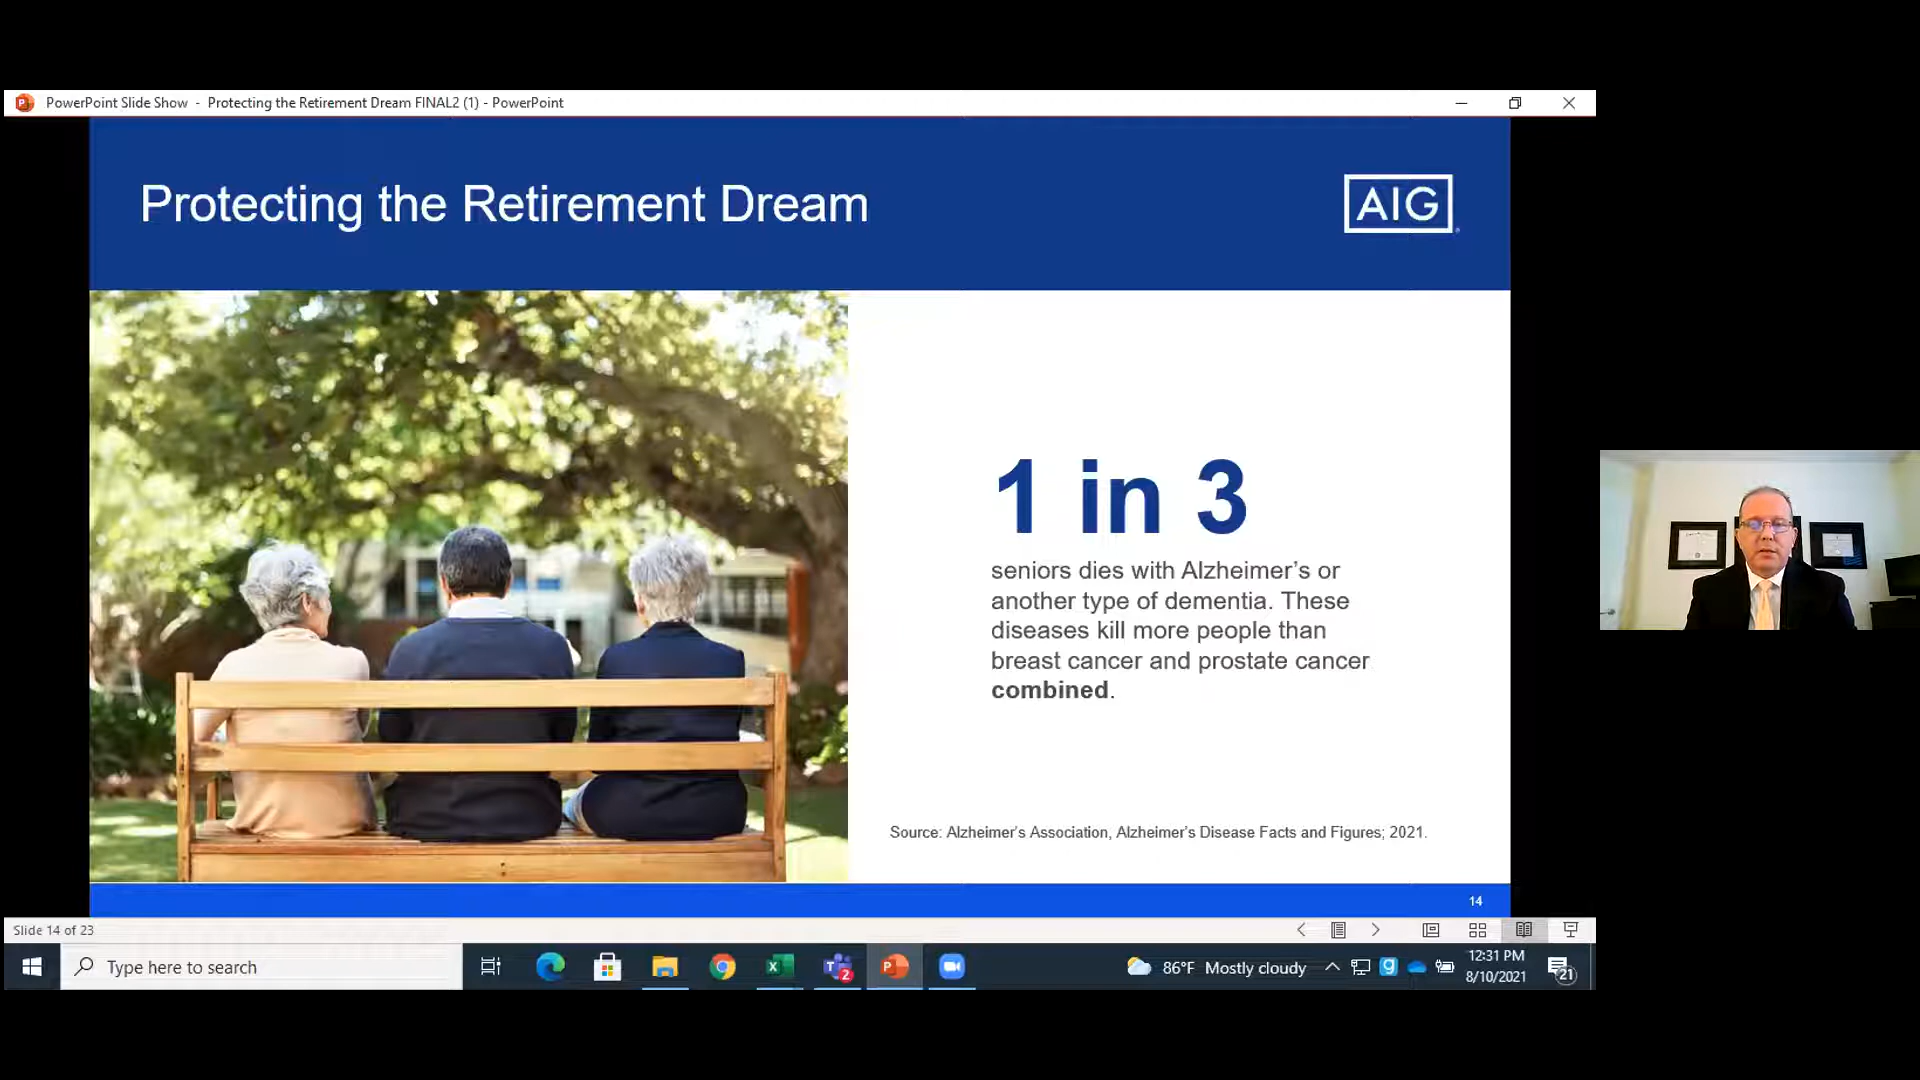 PowerPoint Slide Show - Protecting the Retirement Dream FINAL2 (1) - PowerPoint
Protecting the Retirement Dream
AIG
1 in 3
seniors dies with Alzheimer’s or
another type of dementia. These
diseases kill more people than
breast cancer and prostate cancer
combined.
Source: Alzheimer’s Association, Alzheimer’s Disease Facts and Figures; 2021.
14
Slide 14 of 23
Type here to search
2
86°F Mostly cloudy
12:31 PM
8/10/2021
21